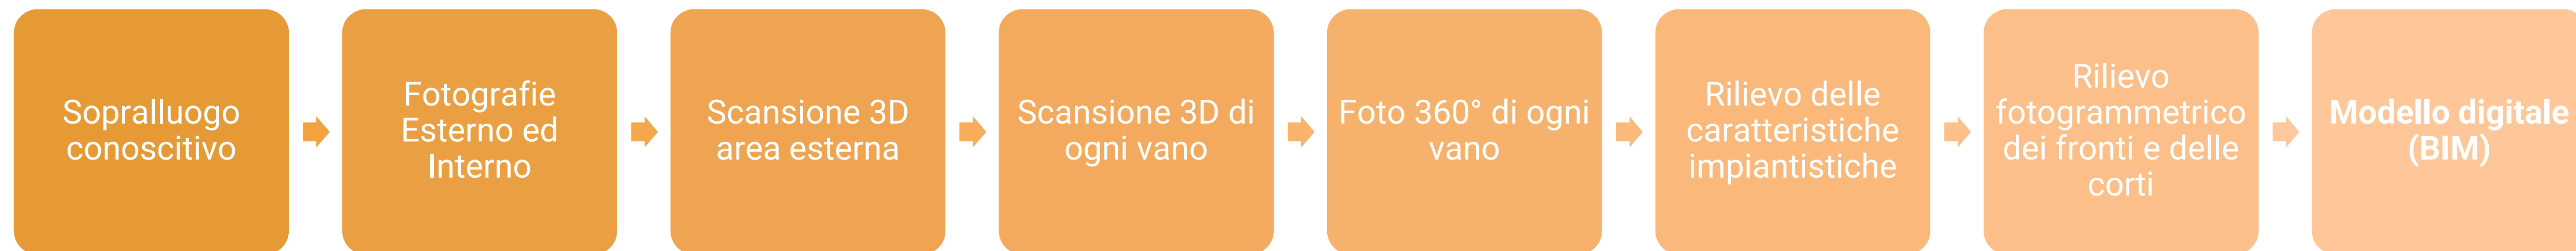 Sopralluogo
conoscitivo
Fotografie
Esterno ed
Interno
Scansione 3D
area esterna
Scansione 3D di
ogni vano
Foto 360° di ogni
vano
Rilievo delle
caratteristiche
impiantistiche
Rilievo
fotogrammetrico
dei fronti e delle
corti
Modello digitale
(BIM)